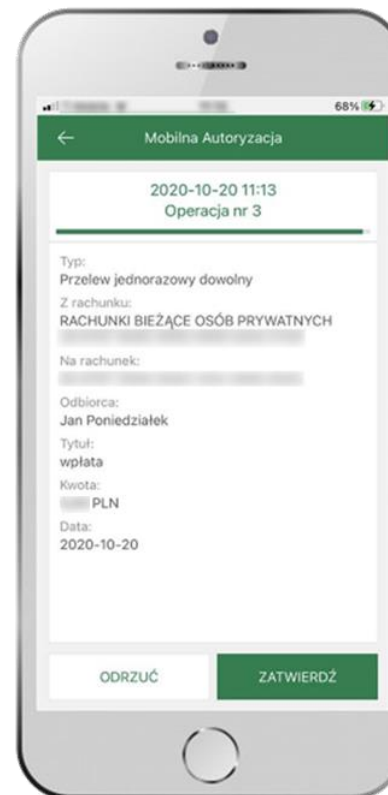 68%
Mobilna Autoryzacja
2020-10-20 11:13
Operacja nr 3
Typ:
Przelew jednorazowy dowolny
Z rachunku:
RACHUNKI BIEŻĄCE OSÓB PRYWATNYCH
Na rachunek:
Odbiorca:
Jan Poniedziałek
Tytuł:
wpłata
Kwota:
PLN
Data:
2020-10-20
ODRZUĆ ZATWIERDŹ